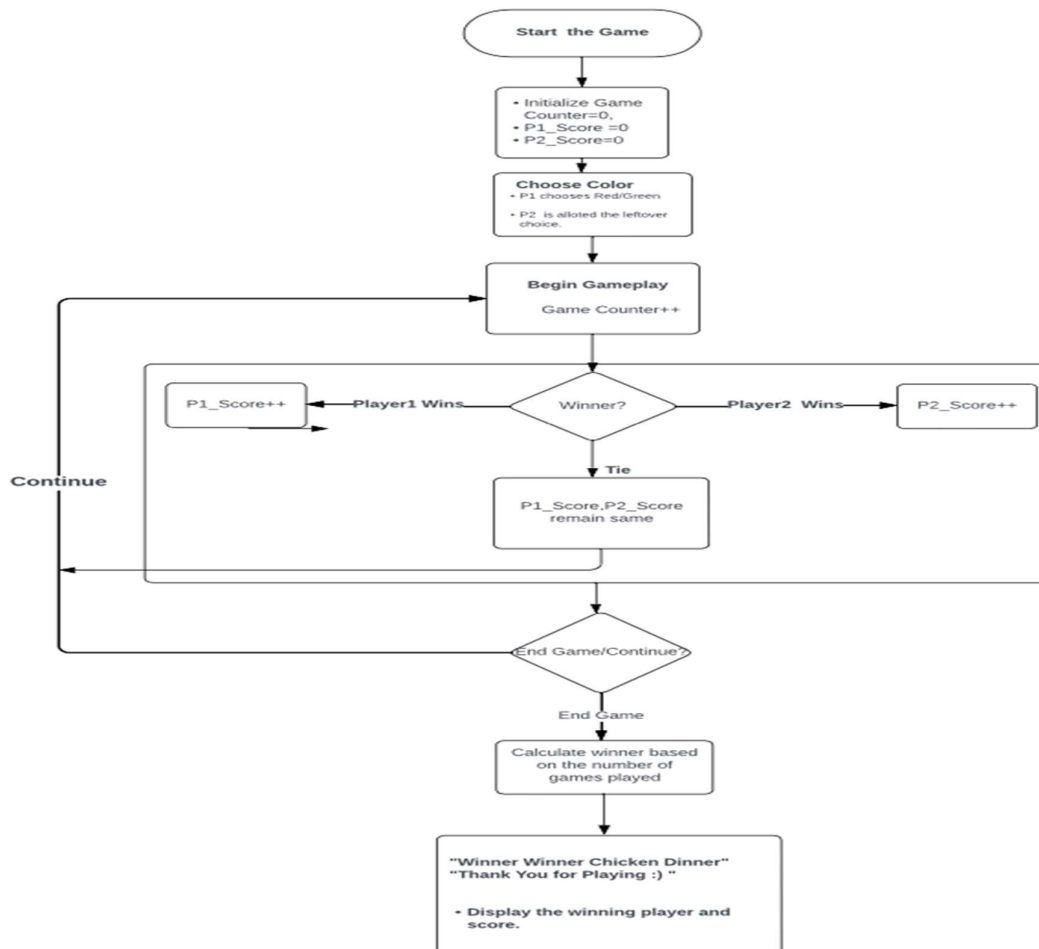 Start the Game
• Initialize Game
Counter=0,
• P1_Score =0
• P2_Score=0
Choose Color
• P1 chooses Red/Green
• P2 is alloted the leftover
choice.
Begin Gameplay
Game Counter++
P1_Score++
Player1 Wins
Winner?
Player2 Wins
P2_Score++
Tie
Continue
P1_Score,P2_Score
remain same
End Game/Continue?
End Game
Calculate winner based
on the number of
games played
"Winner Winner Chicken Dinner"
"Thank You for Playing :) "
• Display the winning player and
score.